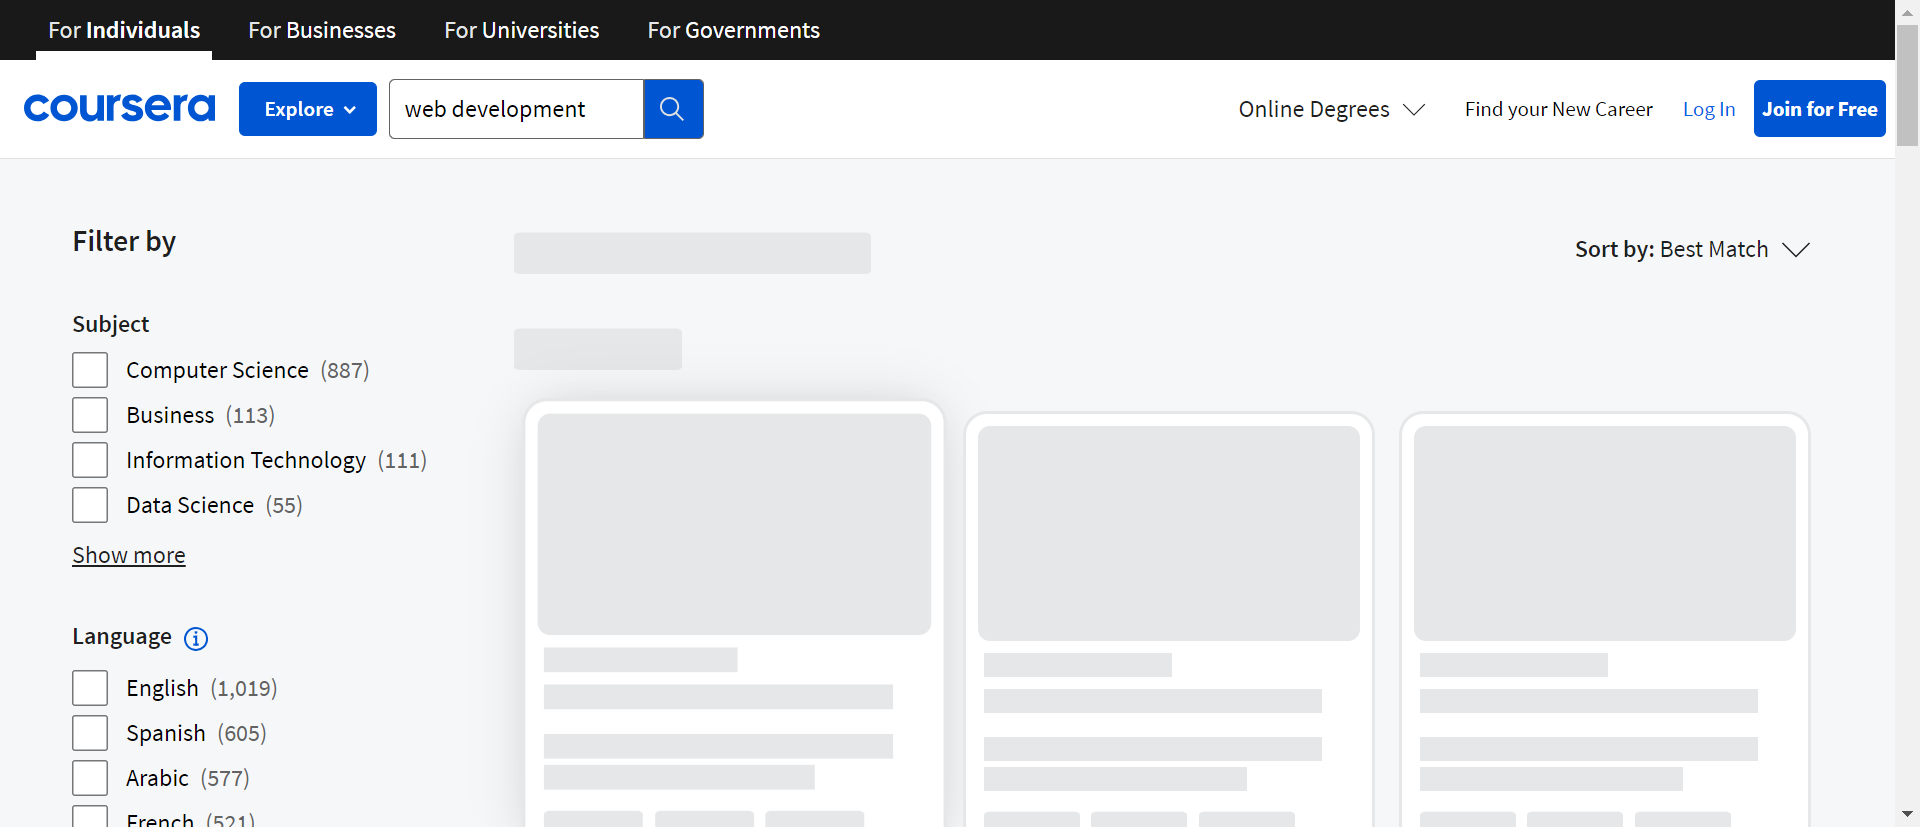 For Individuals For Businesses For Universities For Governments
coursera Explore web development Online Degrees Find your New Career Log In Join for Free
Filter by
Sort by: Best Match
Subject
Computer Science (887)
Business (113)
Information Technology (111)
Data Science (55)
Show more
Language
English (1,019)
Spanish (605)
Arabic (577)
French (521)